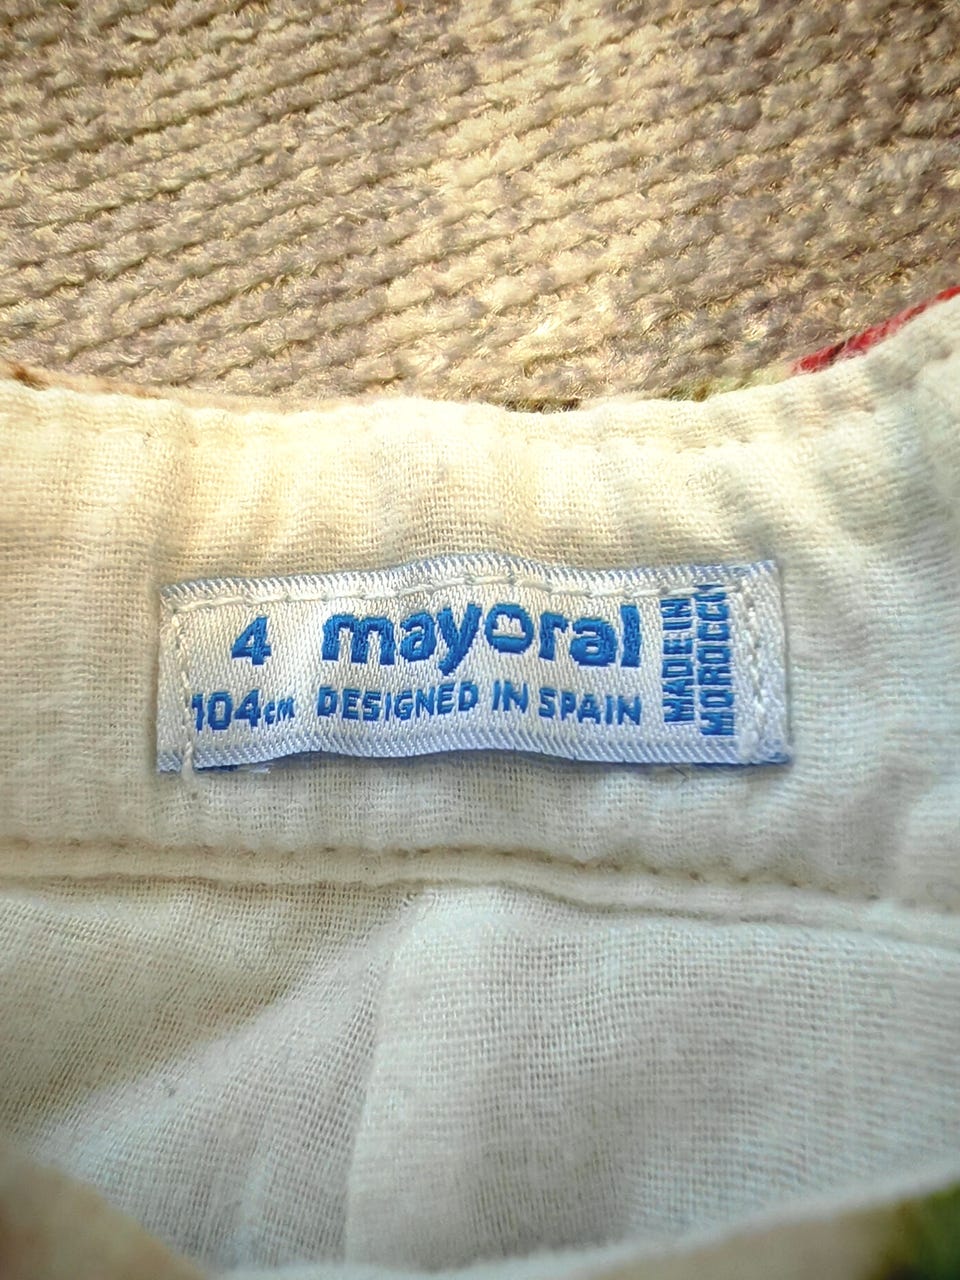 4 mayoral
104cm DESIGNED IN SPAIN
MADE IN
MOROCCO